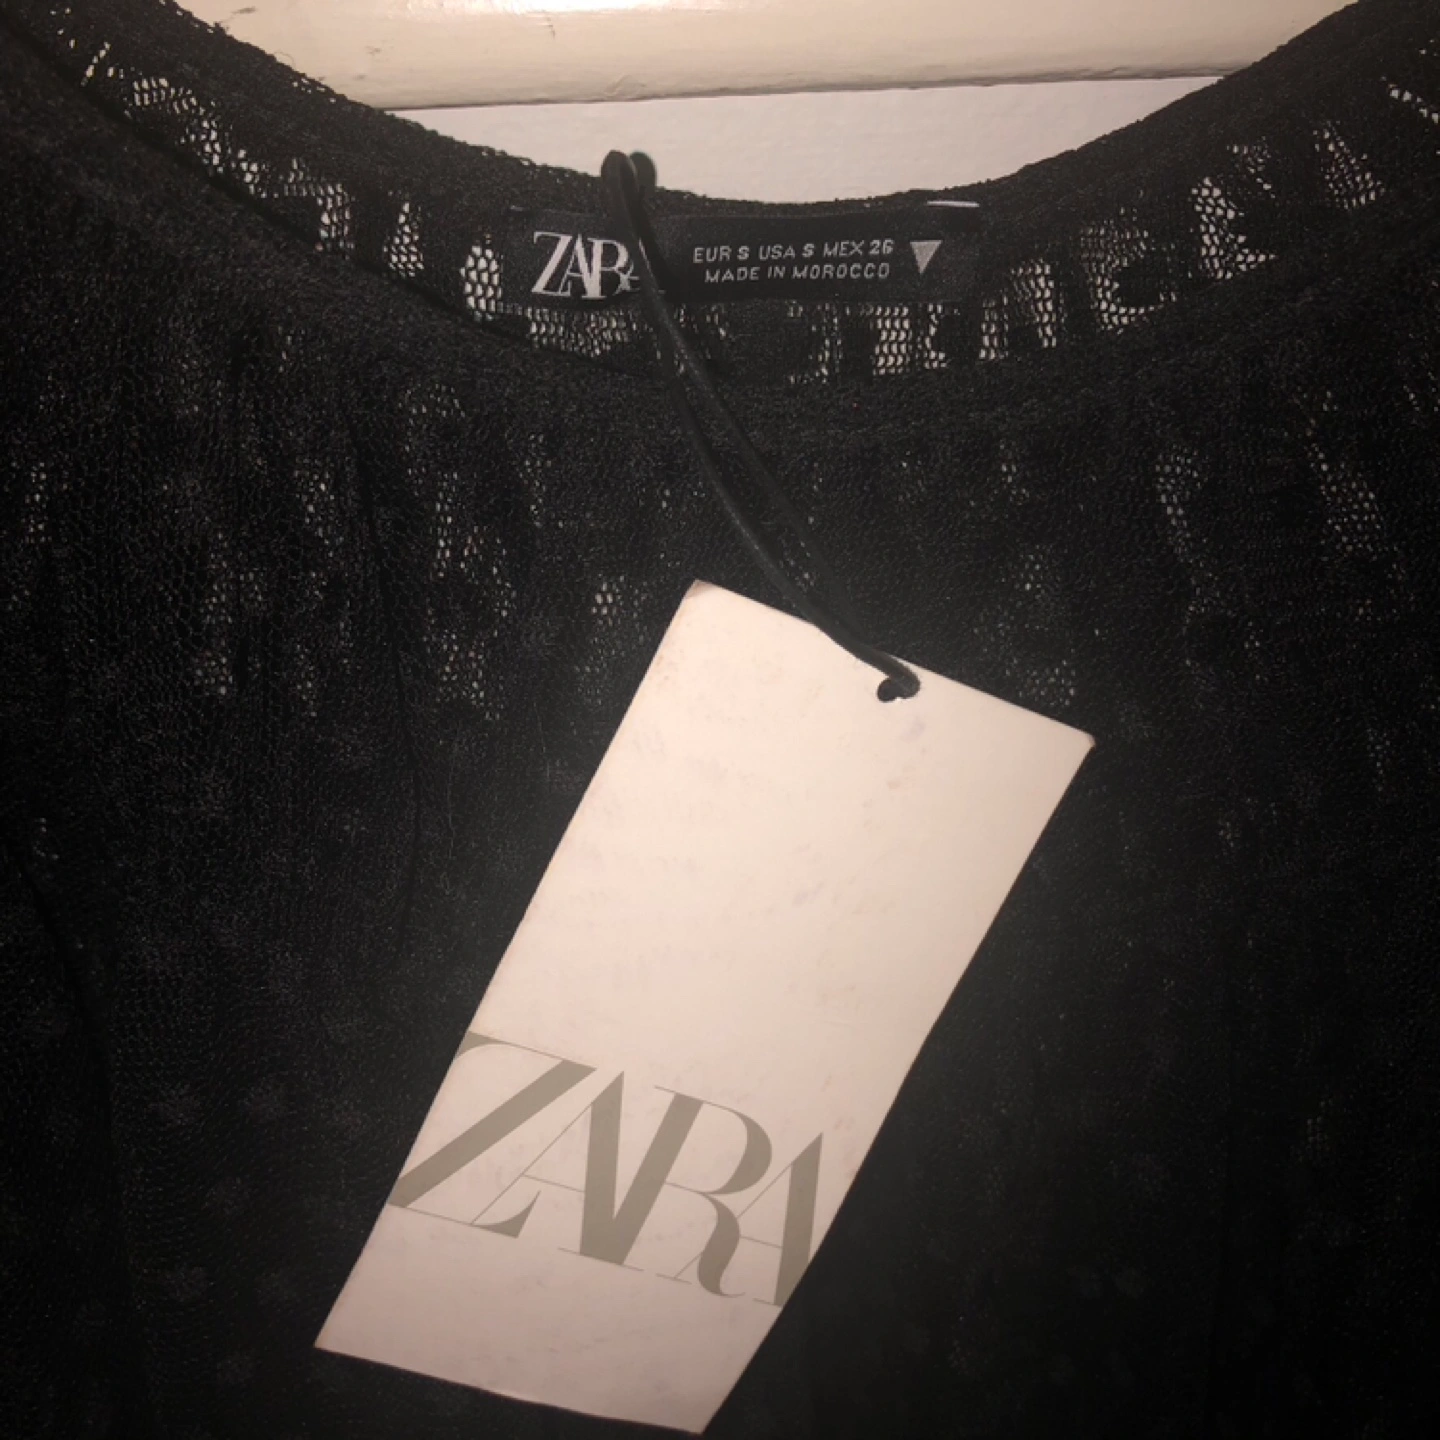 ZARA
EUR S USA S MEX 26
MADE IN MOROCCO
ZARA